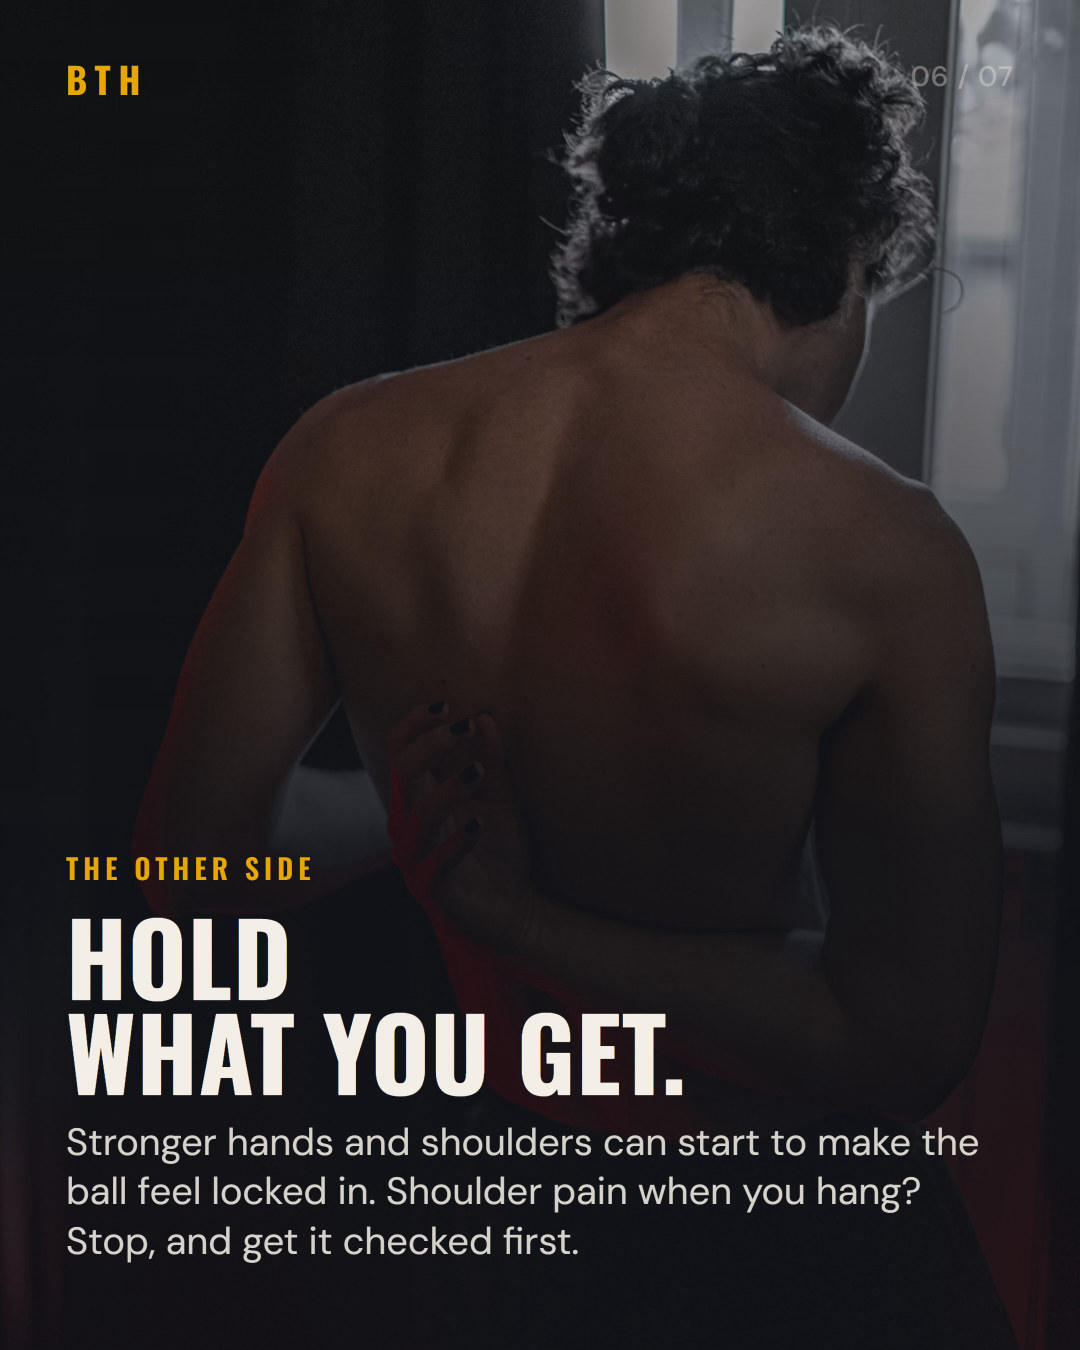 BTH
06 / 07
THE OTHER SIDE
HOLD
WHAT YOU GET.
Stronger hands and shoulders can start to make the
ball feel locked in. Shoulder pain when you hang?
Stop, and get it checked first.